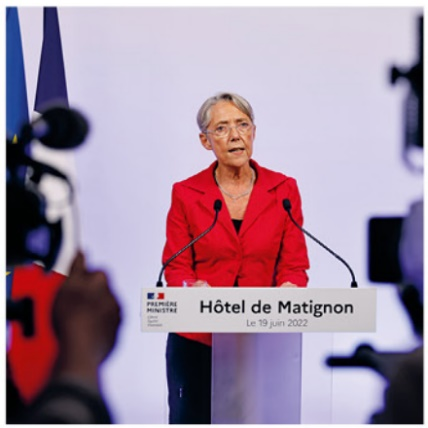 PREMIÈRE
MINISTRE
Hôtel de Matignon
Le 19 juin 2022